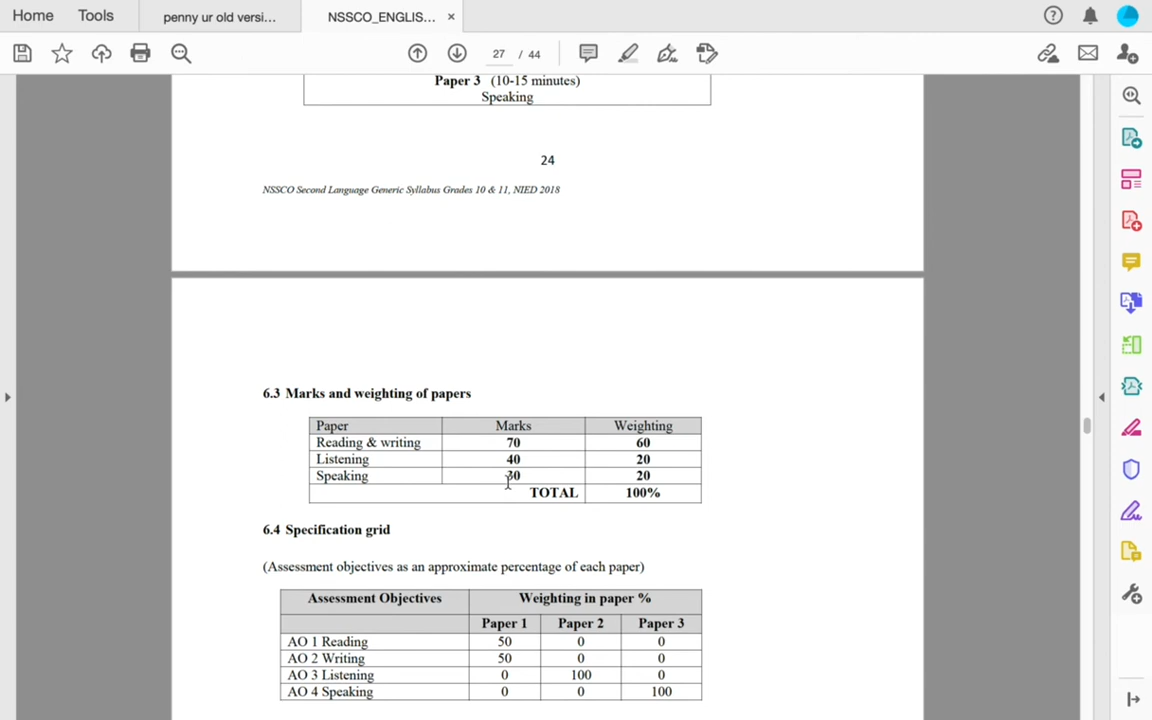 Home Tools penny ur old versi... NSSCO_ENGLIS... ×
27 / 44
Paper 3 (10-15 minutes)
Speaking
24
NSSCO Second Language Generic Syllabus Grades 10 & 11, NIED 2018
6.3 Marks and weighting of papers
Paper Marks Weighting
Reading & writing 70 60
Listening 40 20
Speaking 30 20
TOTAL 100%
6.4 Specification grid
(Assessment objectives as an approximate percentage of each paper)
Assessment Objectives Weighting in paper %
Paper 1 Paper 2 Paper 3
AO 1 Reading 50 0 0
AO 2 Writing 50 0 0
AO 3 Listening 0 100 0
AO 4 Speaking 0 0 100